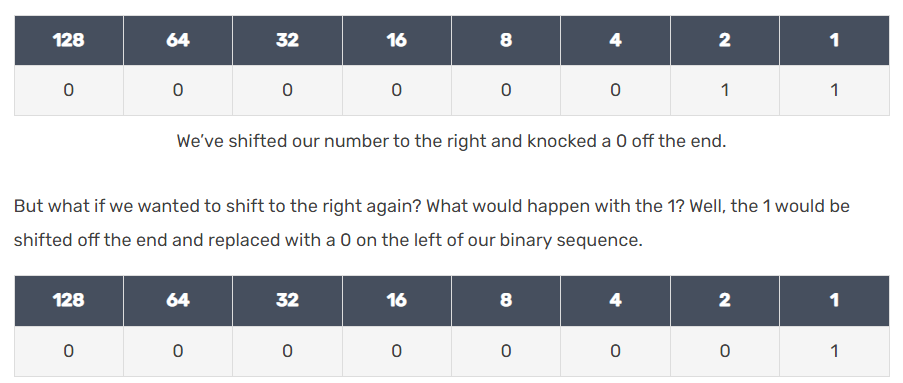 128 64 32 16 8 4 2 1
0 0 0 0 0 0 1 1
We’ve shifted our number to the right and knocked a 0 off the end.
But what if we wanted to shift to the right again? What would happen with the 1? Well, the 1 would be
shifted off the end and replaced with a 0 on the left of our binary sequence.
128 64 32 16 8 4 2 1
0 0 0 0 0 0 0 1